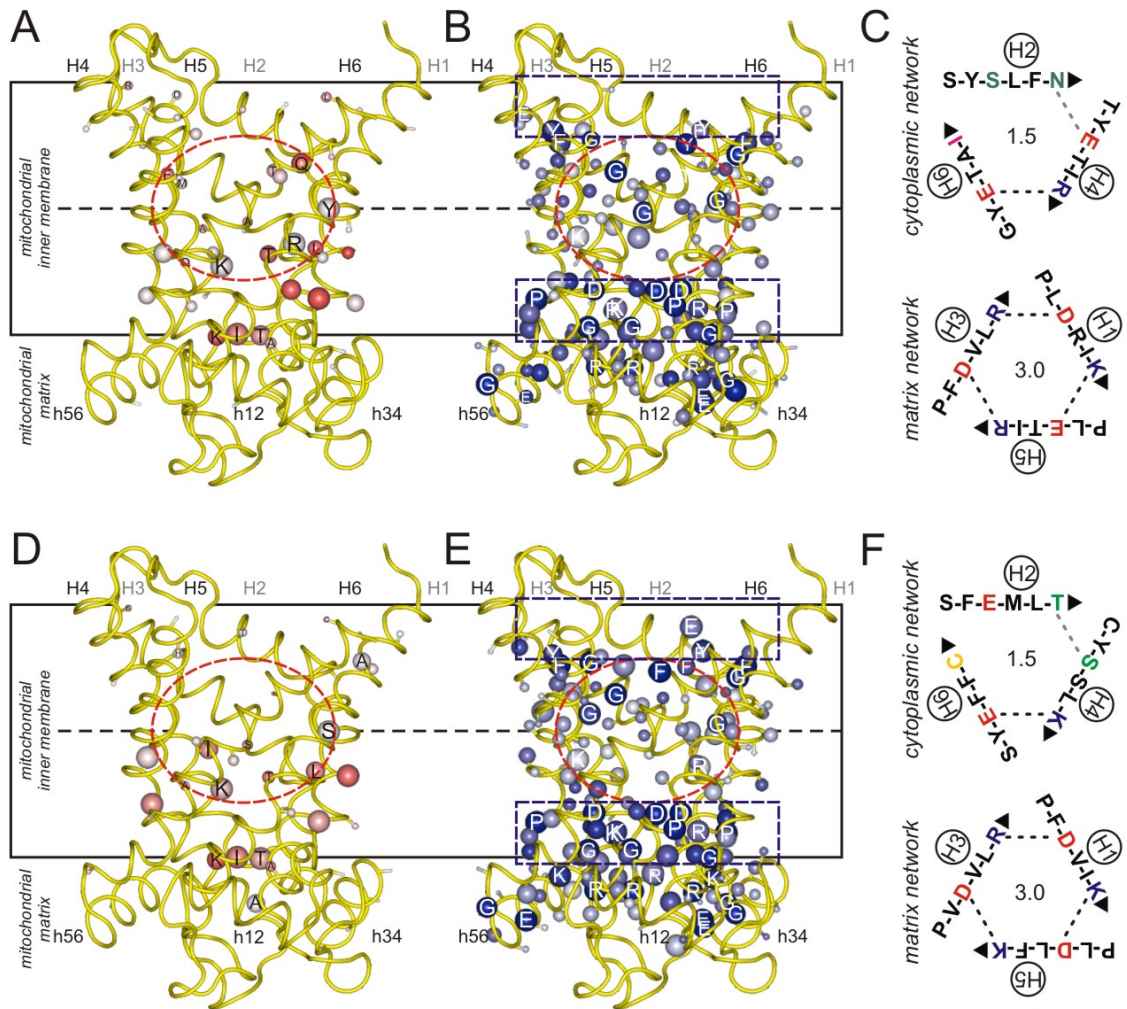 A
H4
H3
H5
H2
H6
H1
R
D
L
F
M
T
Q
Y
A
A
K
T
R
L
K
I
T
A
mitochondrial
inner membrane
mitochondrial
matrix
h56
h12
h34
B
H4
H3
H5
H2
H6
H1
Y
F
G
Y
G
G
G
G
K
P
D
D
D
P
R
P
K
G
G
G
R
R
R
G
G
E
E
h56
h12
h34
C
cytoplasmic network
H2
S-Y-S-L-F-N
T-Y-E-T-I-R
H4
1.5
G-Y-E-T-A-I
H6
matrix network
P-L-D-R-I-K
H1
H3
P-F-D-V-L-R
3.0
P-L-E-T-I-R
H5
D
H4
H3
H5
H2
H6
H1
A
S
I
S
K
L
K
I
T
A
A
mitochondrial
inner membrane
mitochondrial
matrix
h56
h12
h34
E
H4
H3
H5
H2
H6
H1
E
Y
F
G
F
Y
G
G
G
G
K
R
P
D
D
D
P
R
P
K
G
G
G
K
R
R
R
K
G
E
G
E
h56
h12
h34
F
cytoplasmic network
H2
S-F-E-M-L-T
C-Y-S-S-L-K
H4
1.5
S-Y-E-F-F-C
H6
matrix network
P-F-D-V-I-K
H1
H3
P-V-D-V-L-R
3.0
P-L-D-L-F-K
H5